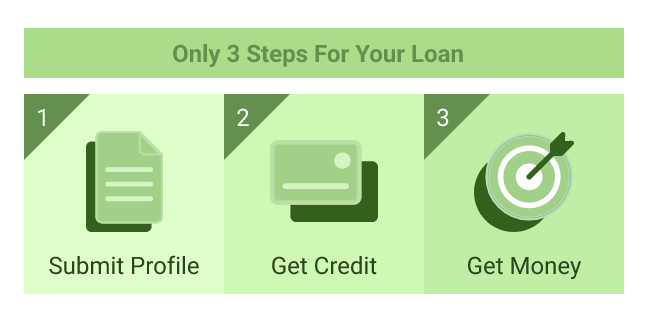 Only 3 Steps For Your Loan
1
2
3
Submit Profile
Get Credit
Get Money